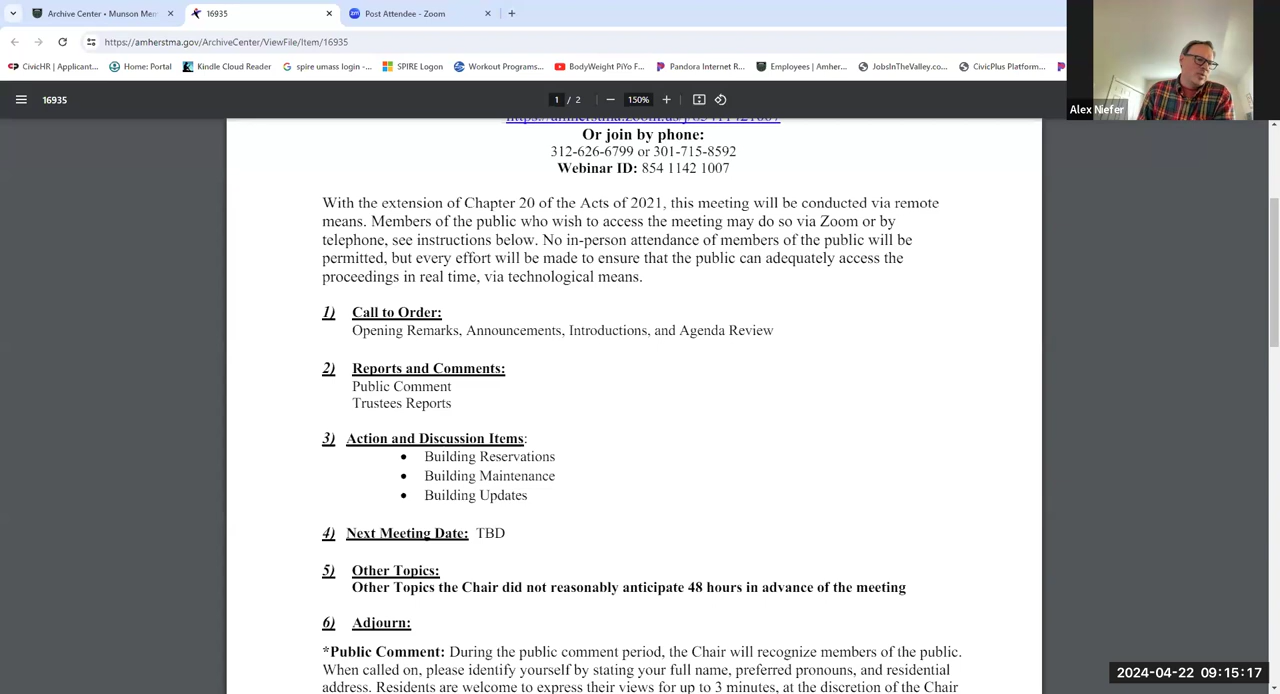 Archive Center • Munson Mem
16935
Post Attendee - Zoom
https://amherstma.gov/ArchiveCenter/ViewFile/Item/16935
CivicHR | Applicant...
Home: Portal
Kindle Cloud Reader
spire umass login -...
SPIRE Logon
Workout Programs...
BodyWeight PiYo F...
Pandora Internet R...
Employees | Amher...
JobsInTheValley.co...
CivicPlus Platform...
Alex Niefer
16935
1 / 2
150%
Or join by phone:
312-626-6799 or 301-715-8592
Webinar ID: 854 1142 1007
With the extension of Chapter 20 of the Acts of 2021, this meeting will be conducted via remote
means. Members of the public who wish to access the meeting may do so via Zoom or by
telephone, see instructions below. No in-person attendance of members of the public will be
permitted, but every effort will be made to ensure that the public can adequately access the
proceedings in real time, via technological means.
1) Call to Order:
Opening Remarks, Announcements, Introductions, and Agenda Review
2) Reports and Comments:
Public Comment
Trustees Reports
3) Action and Discussion Items:
• Building Reservations
• Building Maintenance
• Building Updates
4) Next Meeting Date: TBD
5) Other Topics:
Other Topics the Chair did not reasonably anticipate 48 hours in advance of the meeting
6) Adjourn:
*Public Comment: During the public comment period, the Chair will recognize members of the public.
When called on, please identify yourself by stating your full name, preferred pronouns, and residential
address. Residents are welcome to express their views for up to 3 minutes, at the discretion of the Chair
2024-04-22 09:15:17